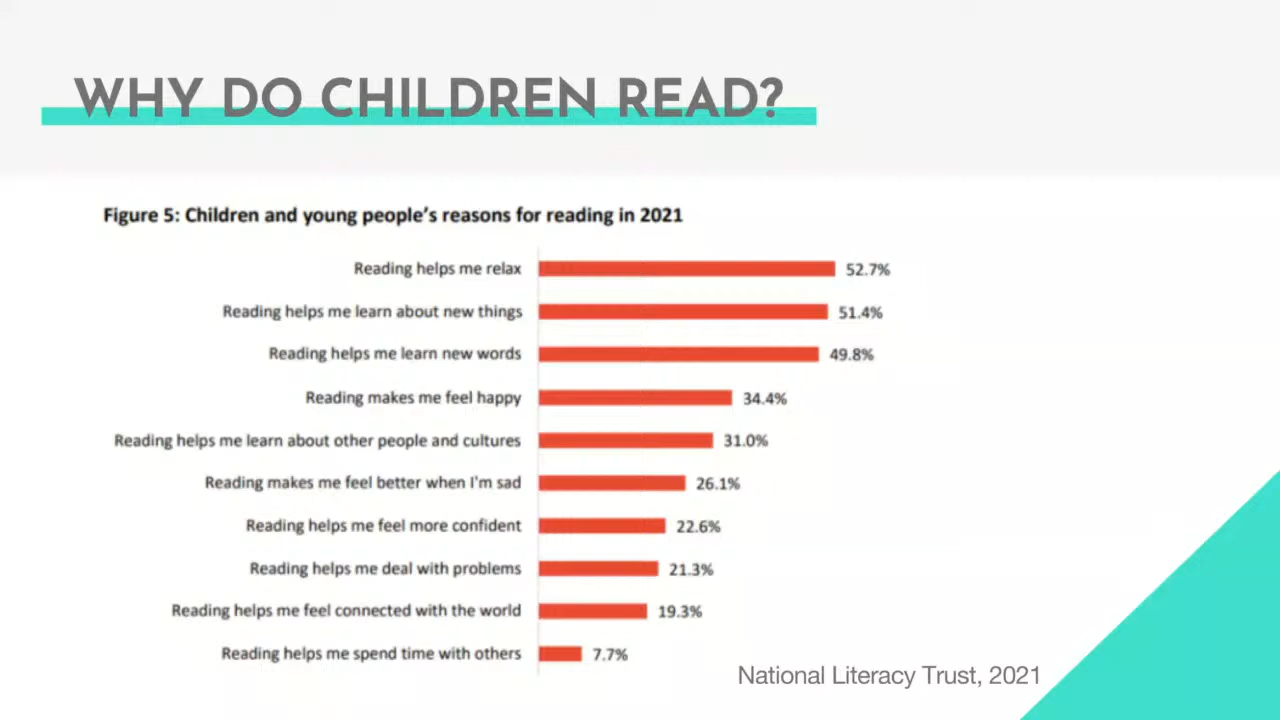 WHY DO CHILDREN READ?
Figure 5: Children and young people's reasons for reading in 2021
Reading helps me relax 52.7%
Reading helps me learn about new things 51.4%
Reading helps me learn new words 49.8%
Reading makes me feel happy 34.4%
Reading helps me learn about other people and cultures 31.0%
Reading makes me feel better when I'm sad 26.1%
Reading helps me feel more confident 22.6%
Reading helps me deal with problems 21.3%
Reading helps me feel connected with the world 19.3%
Reading helps me spend time with others 7.7%
National Literacy Trust, 2021